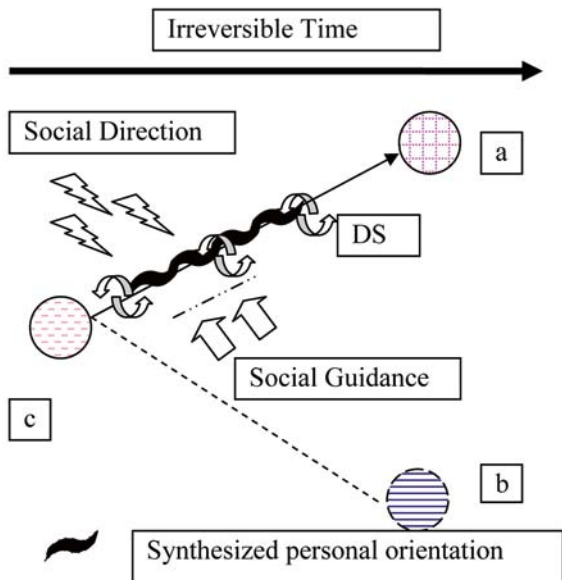 Irreversible Time
Social Direction
a
DS
Social Guidance
c
b
Synthesized personal orientation